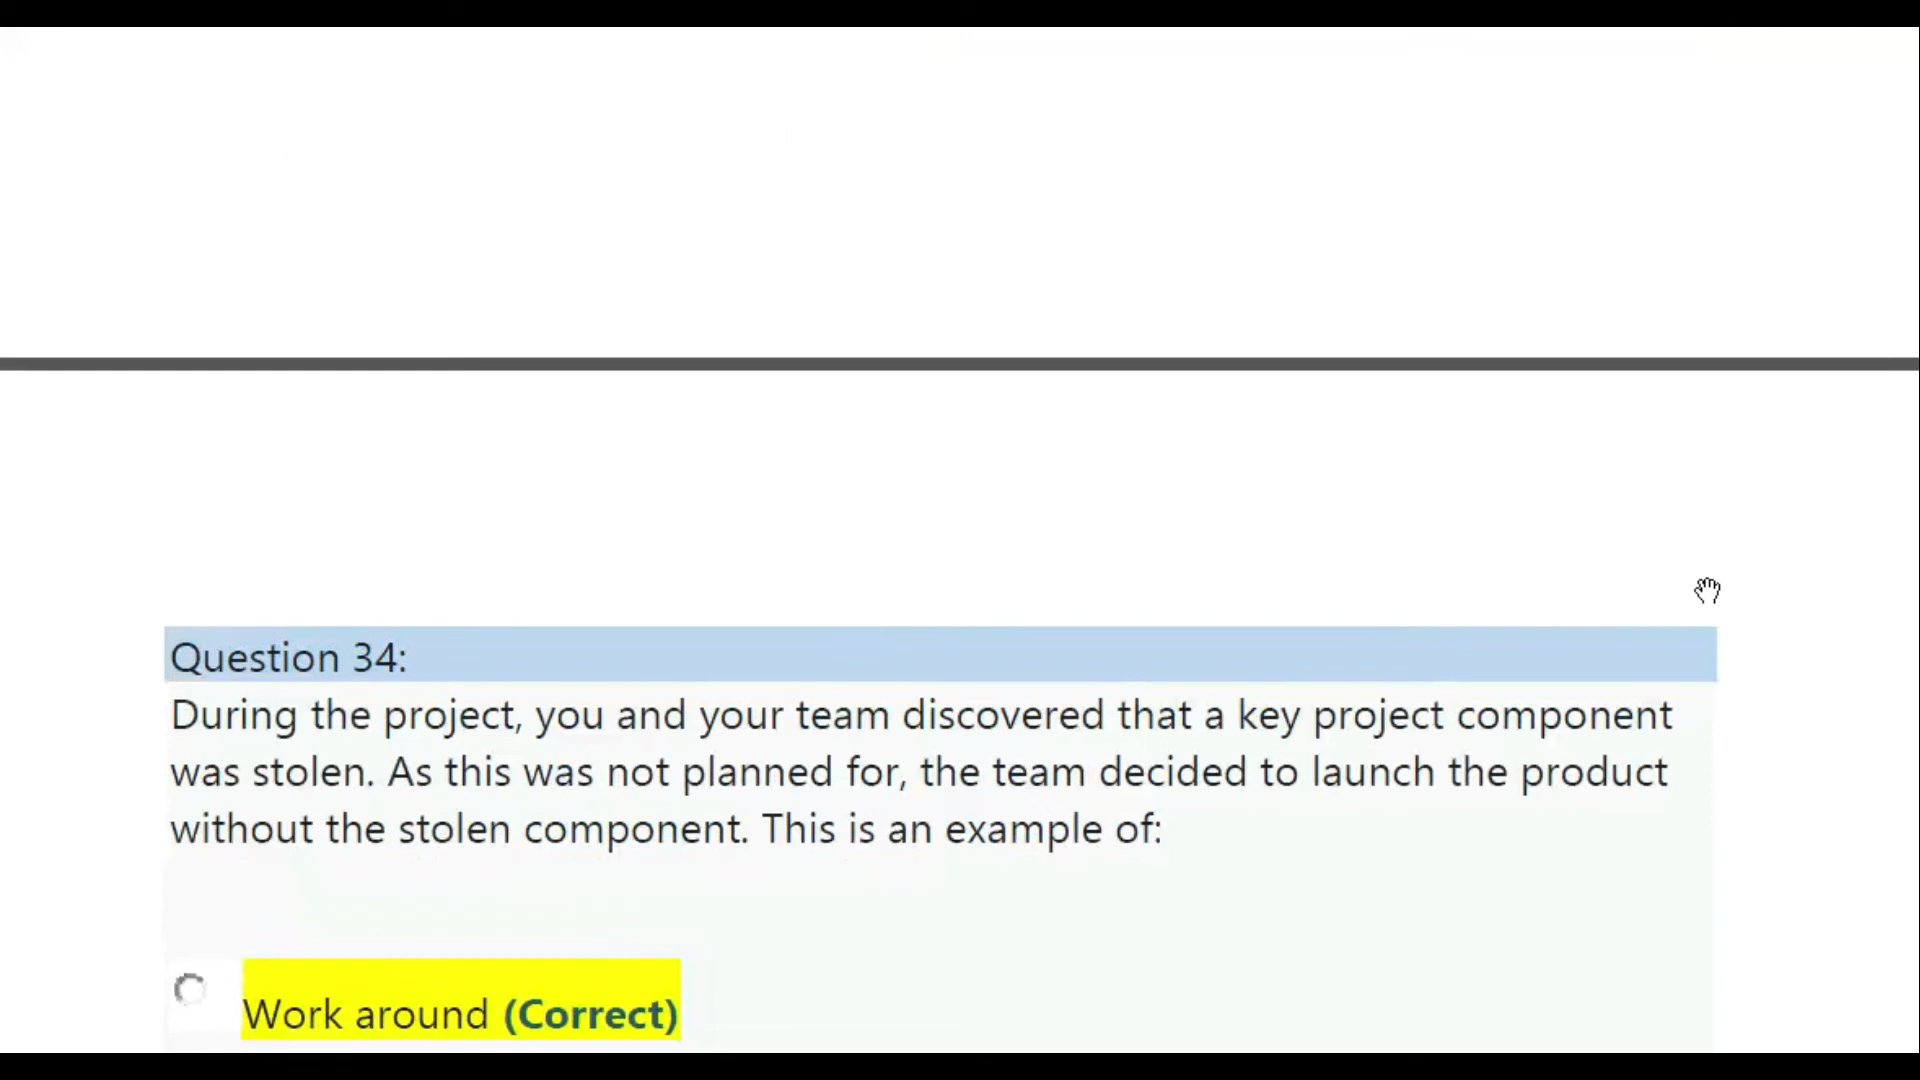 Question 34:
During the project, you and your team discovered that a key project component
was stolen. As this was not planned for, the team decided to launch the product
without the stolen component. This is an example of:
Work around (Correct)